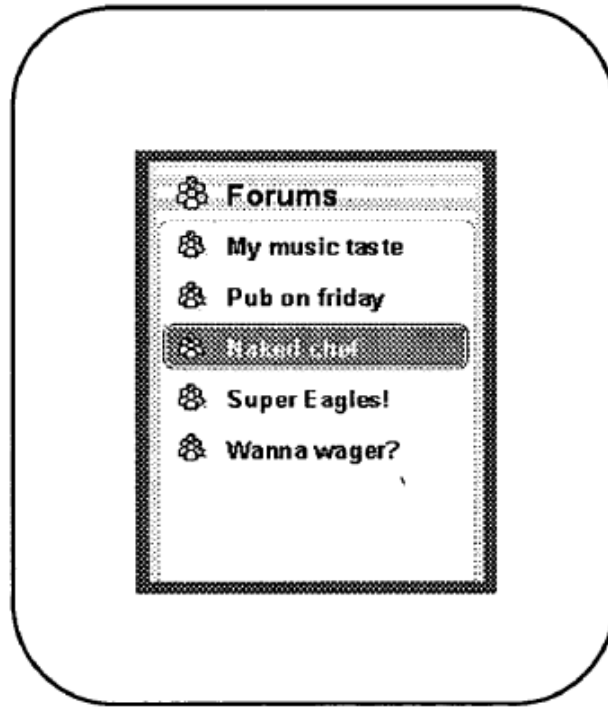 Forums
My music taste
Pub on friday
Naked chef
Super Eagles!
Wanna wager?